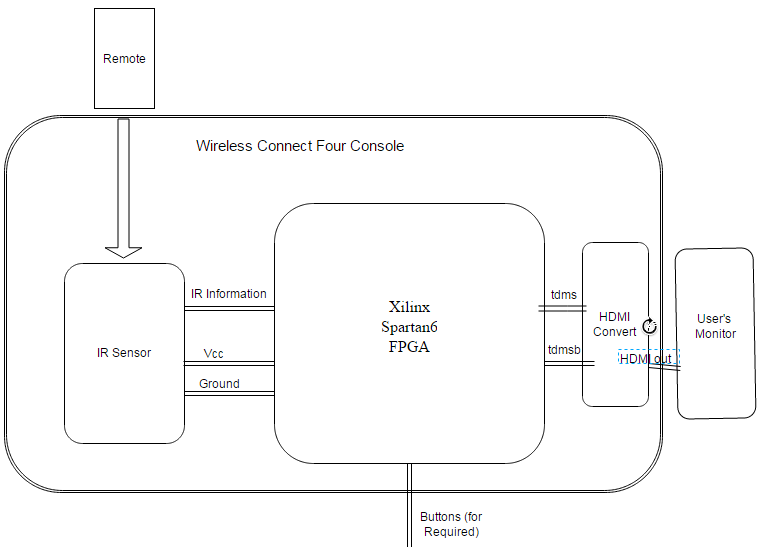 Remote
Wireless Connect Four Console
IR Information
Vcc
Ground
IR Sensor
Xilinx
Spartan6
FPGA
tdms
tdmsb
HDMI
Convert
HDMI out
User's
Monitor
Buttons (for
Required)